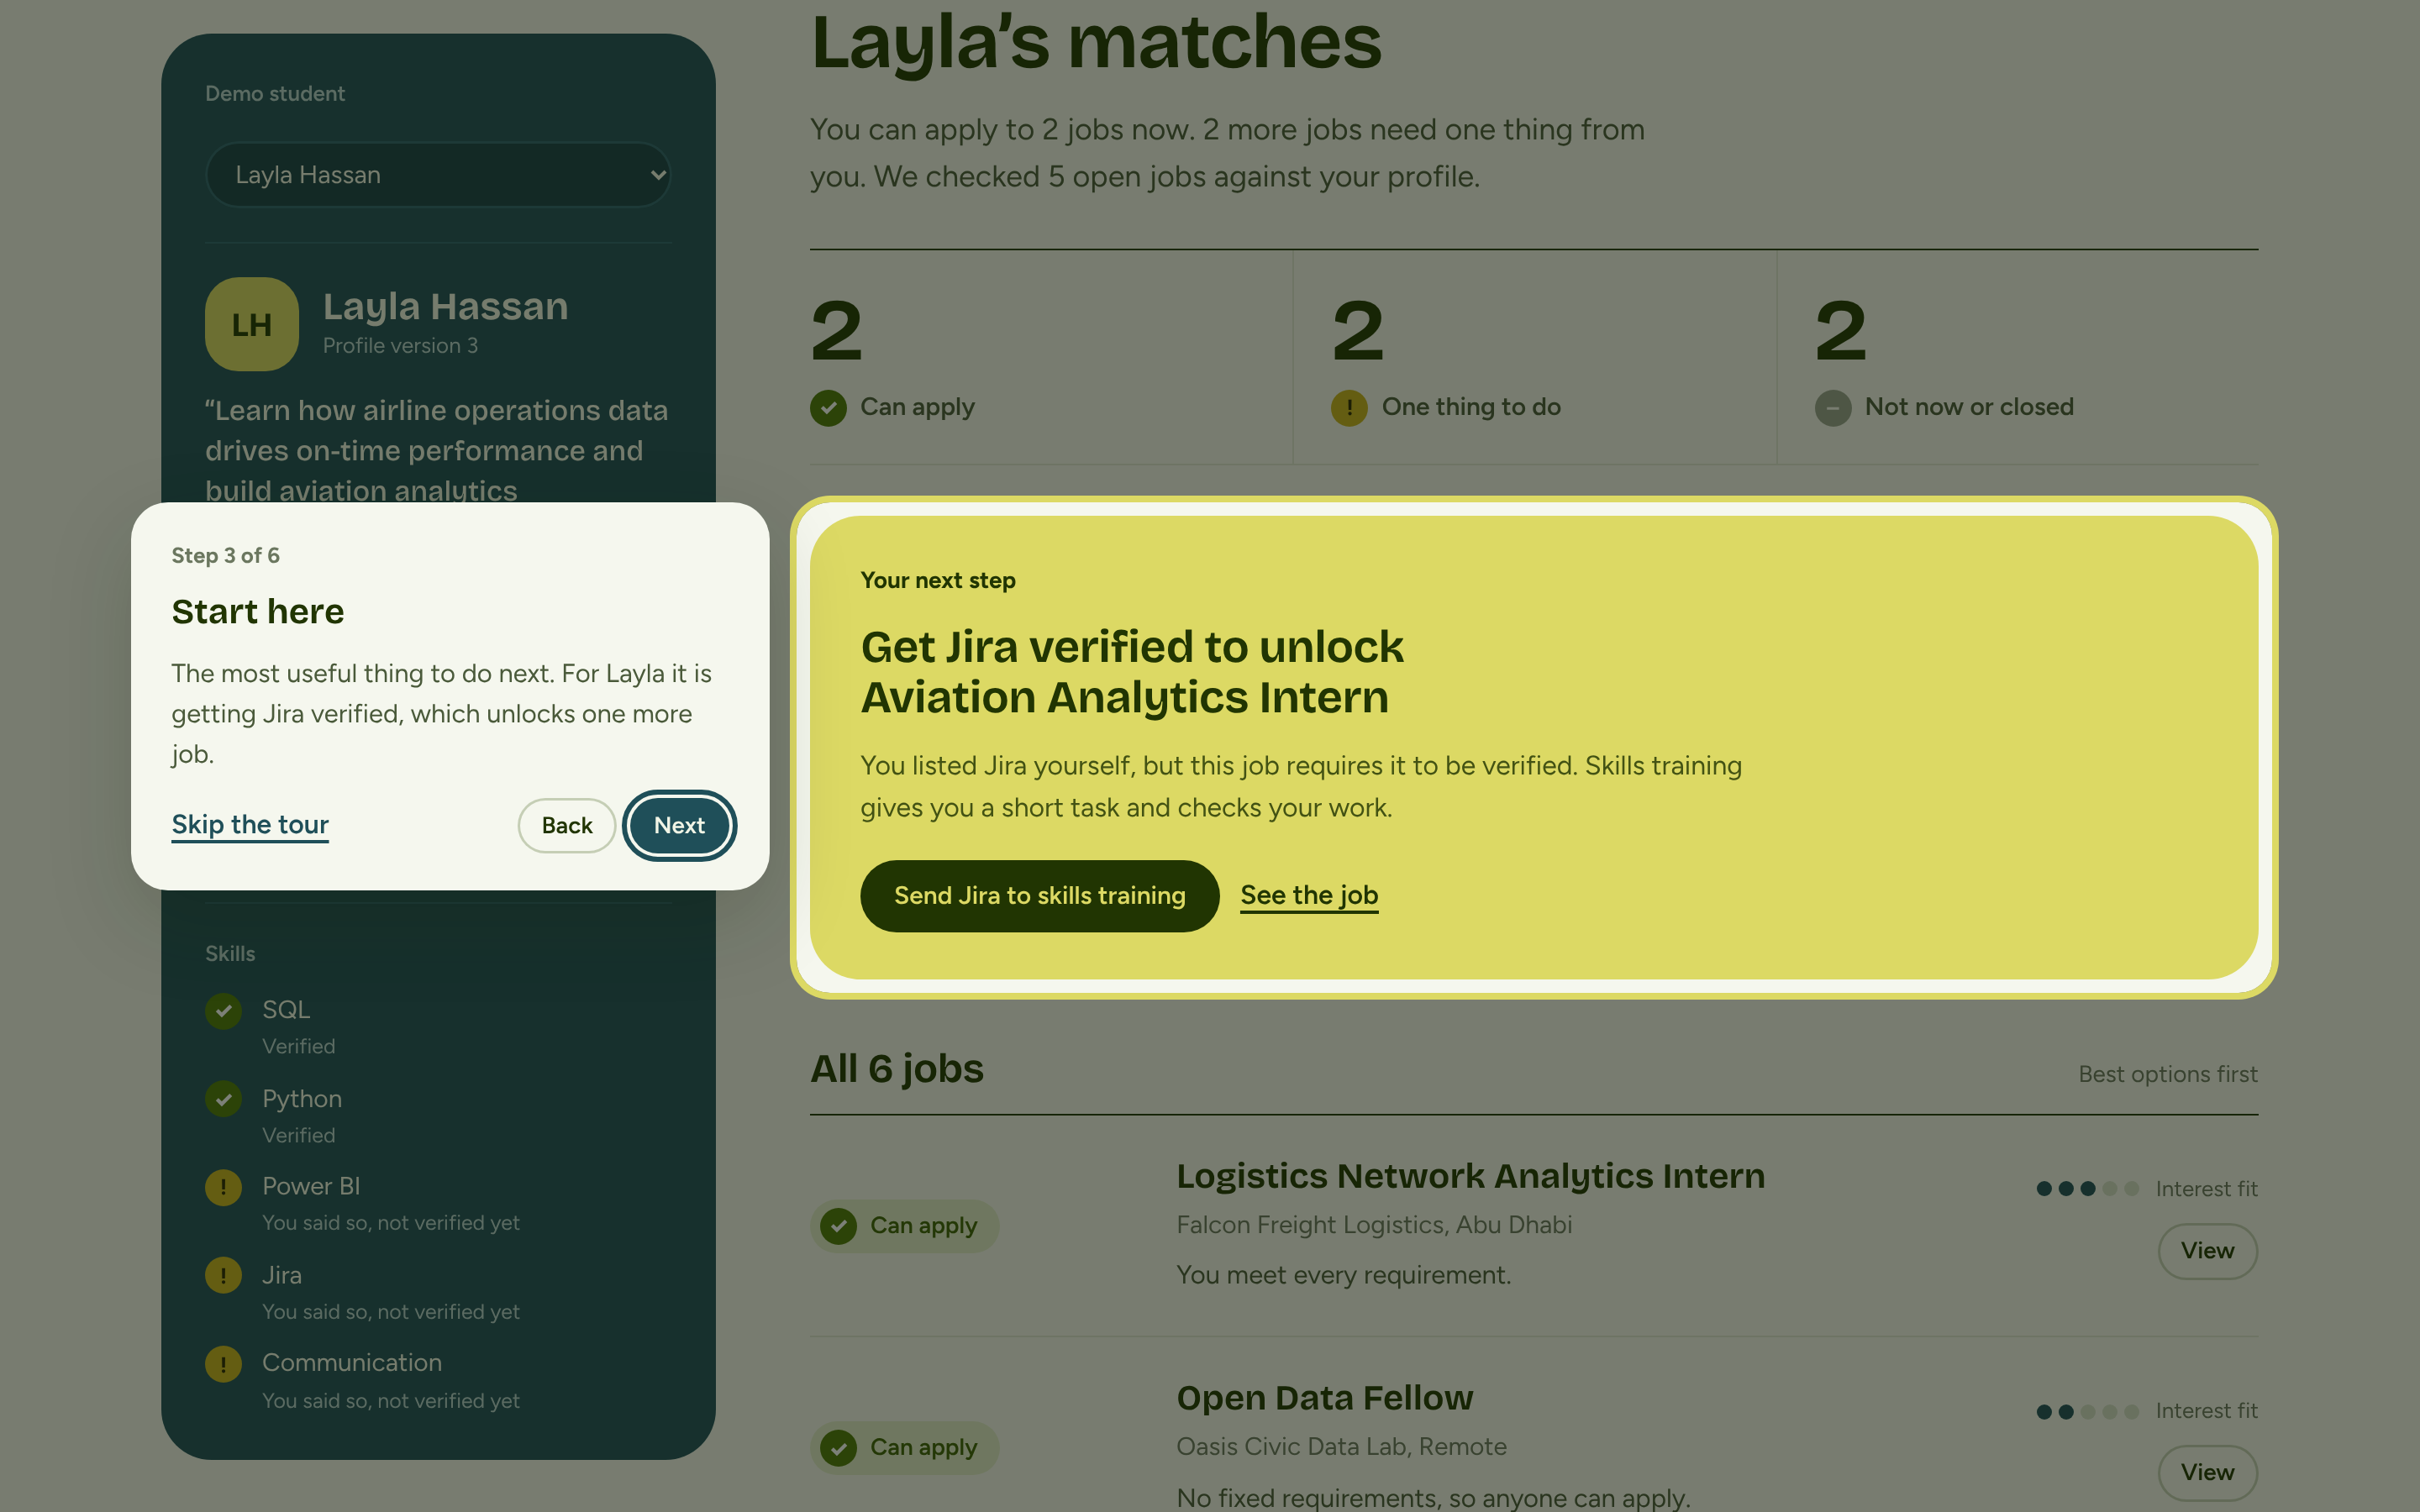 Demo student
Layla Hassan
LH
Layla Hassan
Profile version 3
“Learn how airline operations data
drives on-time performance and
build aviation analytics
Step 3 of 6
Start here
The most useful thing to do next. For Layla it is
getting Jira verified, which unlocks one more
job.
Skip the tour
Back
Next
Skills
SQL
Verified
Python
Verified
Power BI
You said so, not verified yet
Jira
You said so, not verified yet
Communication
You said so, not verified yet
Layla’s matches
You can apply to 2 jobs now. 2 more jobs need one thing from
you. We checked 5 open jobs against your profile.
2
Can apply
2
One thing to do
2
Not now or closed
Your next step
Get Jira verified to unlock
Aviation Analytics Intern
You listed Jira yourself, but this job requires it to be verified. Skills training
gives you a short task and checks your work.
Send Jira to skills training
See the job
All 6 jobs
Best options first
Can apply
Logistics Network Analytics Intern
Falcon Freight Logistics, Abu Dhabi
You meet every requirement.
Interest fit
View
Can apply
Open Data Fellow
Oasis Civic Data Lab, Remote
No fixed requirements, so anyone can apply.
Interest fit
View